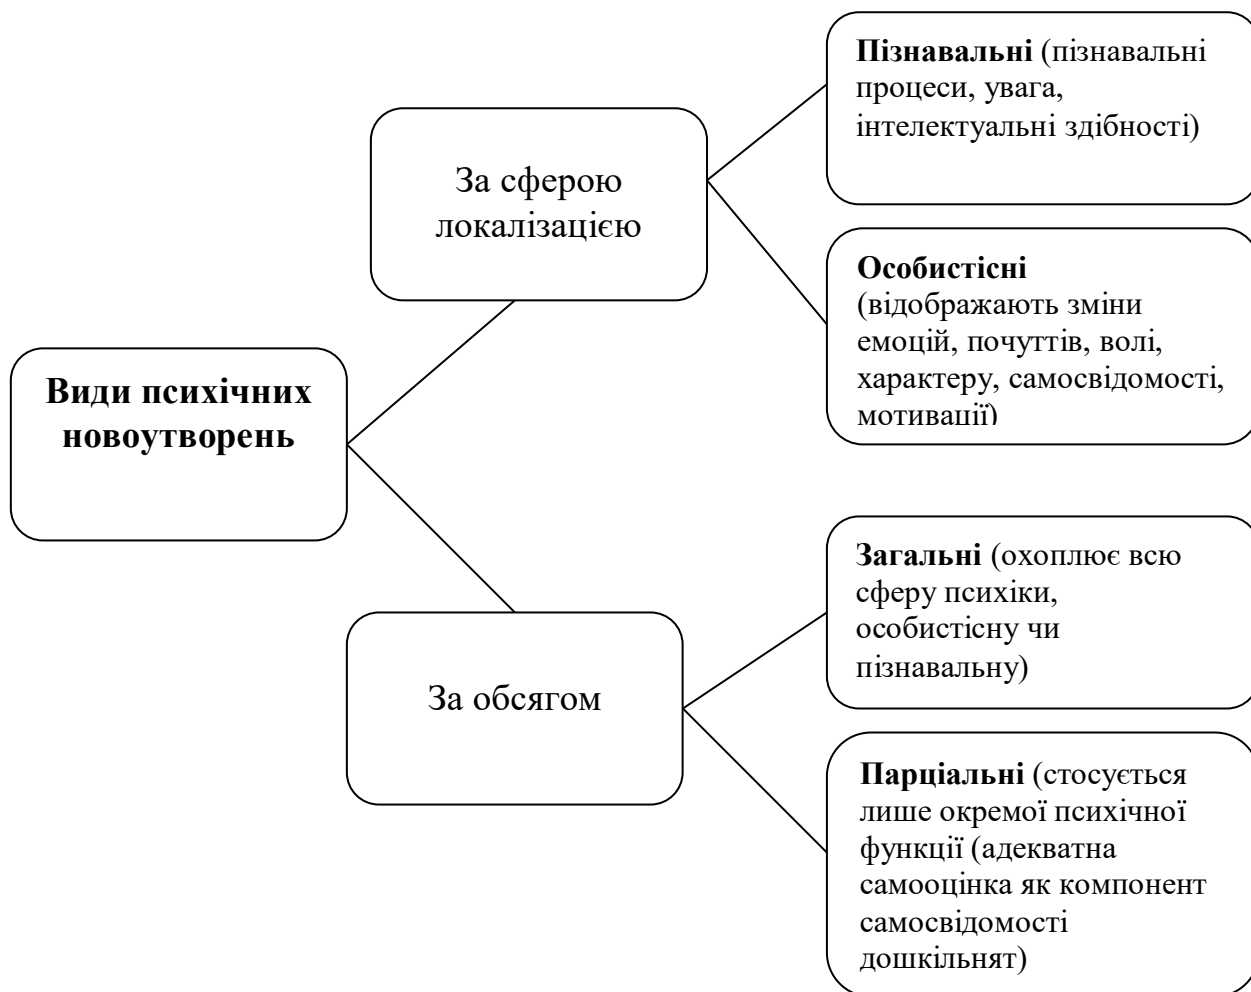 Види психічних
новоутворень
За сферою
локалізацією
Пізнавальні (пізнавальні
процеси, увага,
інтелектуальні здібності)
Особистісні
(відображають зміни
емоцій, почуттів, волі,
характеру, самосвідомості,
мотивації)
За обсягом
Загальні (охоплює всю
сферу психіки,
особистісну чи
пізнавальну)
Парціальні (стосується
лише окремої психічної
функції (адекватна
самооцінка як компонент
самосвідомості
дошкільнят)